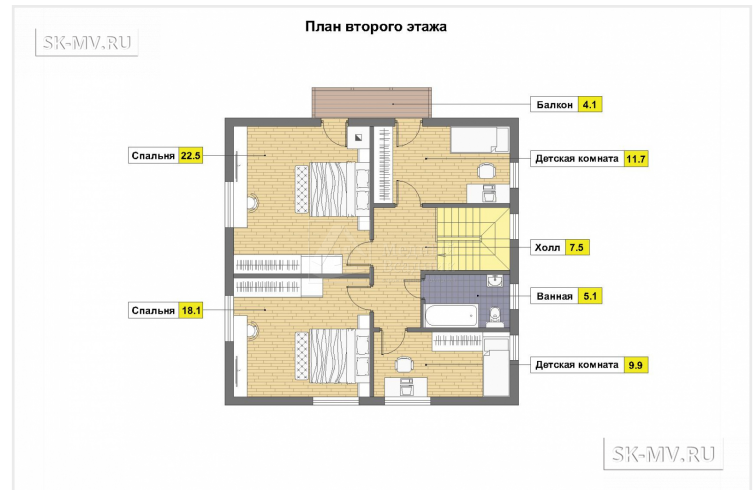 План второго этажа
SK-MV.RU
Балкон 4.1
Спальня 22.5
Детская комната 11.7
Холл 7.5
Ванная 5.1
Спальня 18.1
Детская комната 9.9
SK-MV.RU